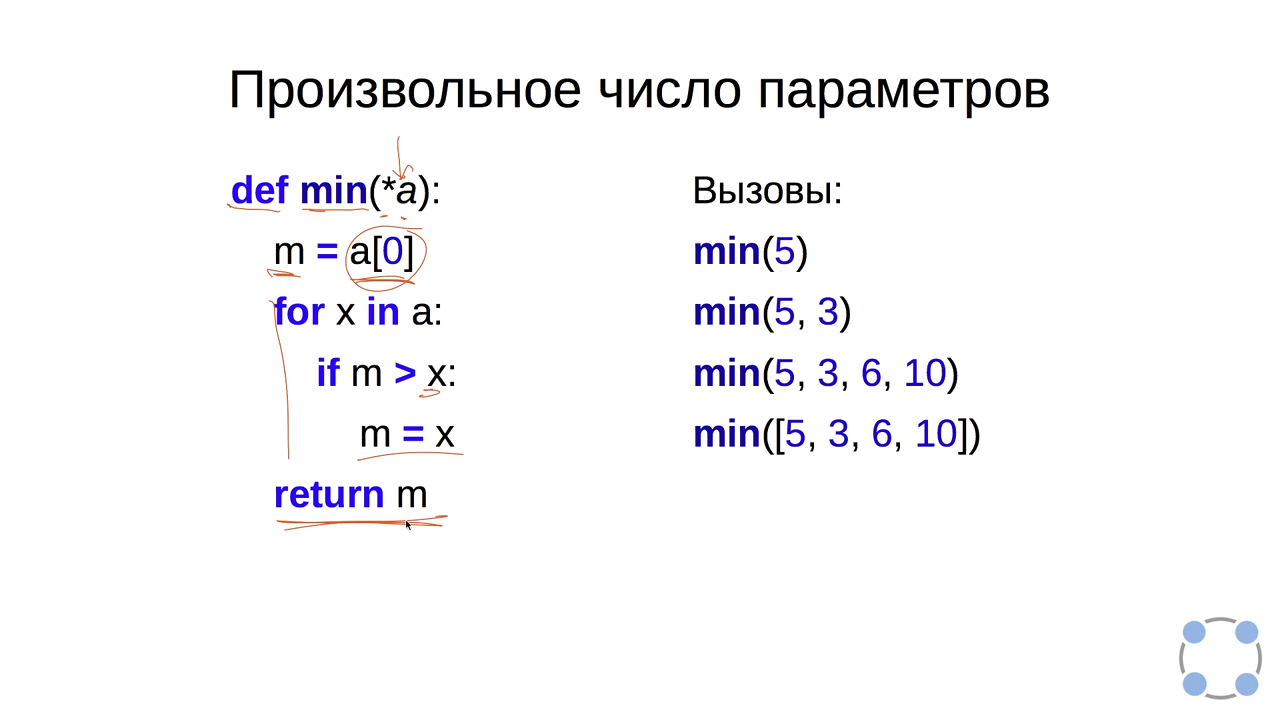 Произвольное число параметров
def min(*a):
m = a[0]
for x in a:
if m > x:
m = x
return m
Вызовы:
min(5)
min(5, 3)
min(5, 3, 6, 10)
min([5, 3, 6, 10])